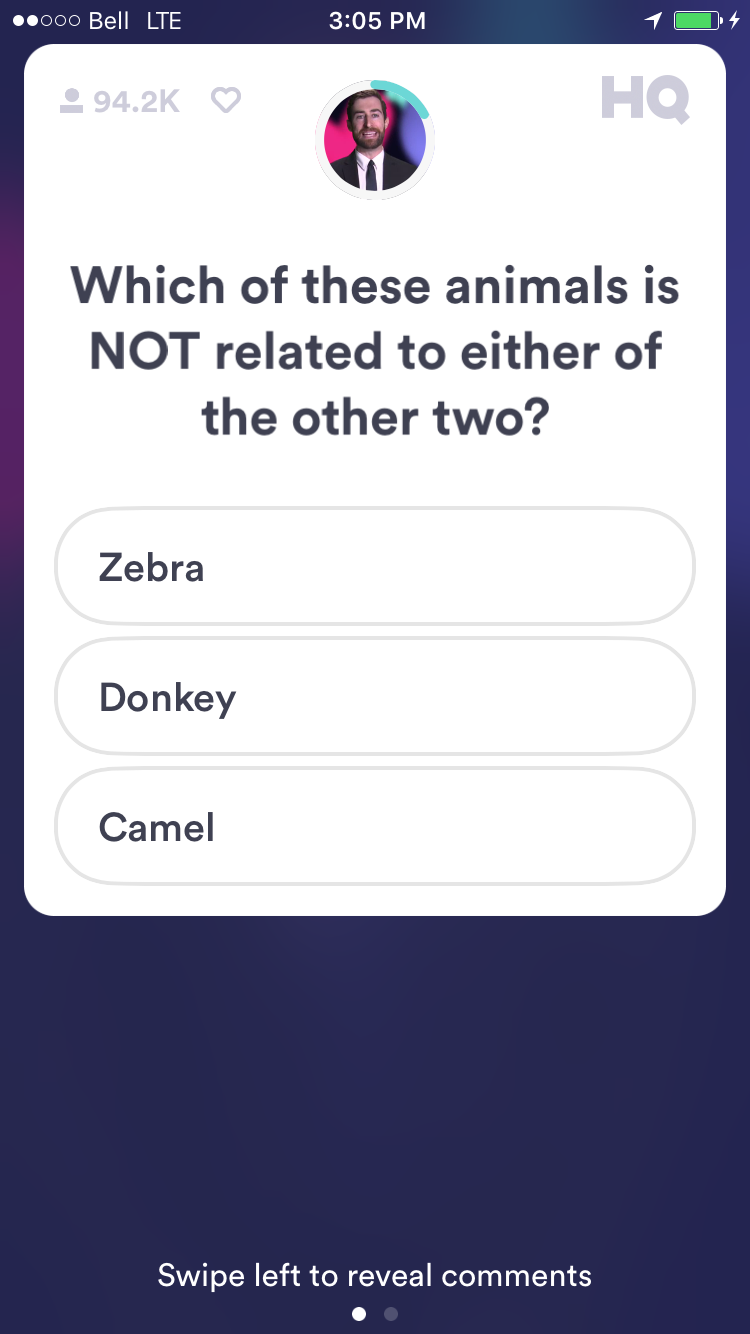 Bell LTE 3:05 PM
94.2K HQ
Which of these animals is
NOT related to either of
the other two?
Zebra
Donkey
Camel
Swipe left to reveal comments